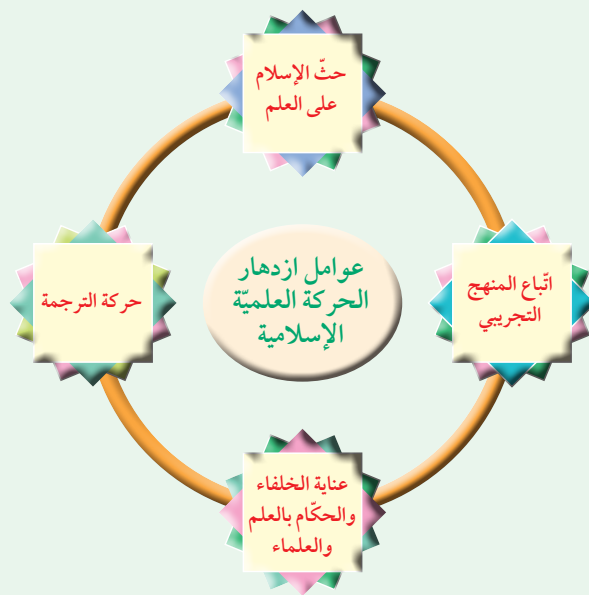 حثّ الإسلام
على العلم
عوامل ازدهار
الحركة العلميّة
الإسلامية
اتّباع المنهج
التجريبي
حركة الترجمة
عناية الخلفاء
والحكّام بالعلم
والعلماء